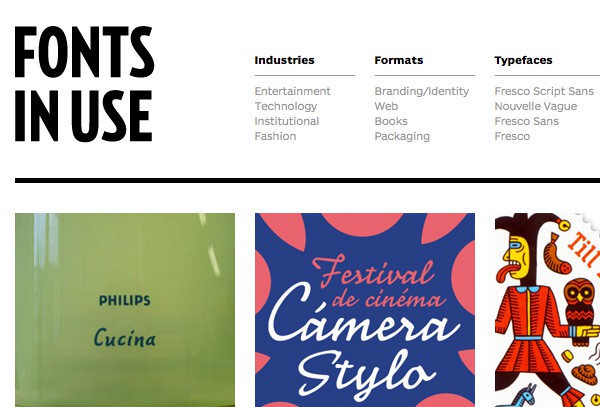 FONTS
IN USE
Industries
Entertainment
Technology
Institutional
Fashion
Formats
Branding/Identity
Web
Books
Packaging
Typefaces
Fresco Script Sans
Nouvelle Vague
Fresco Sans
Fresco
PHILIPS
Cucina
Festival
de cinéma
Cámera
Stylo
Till